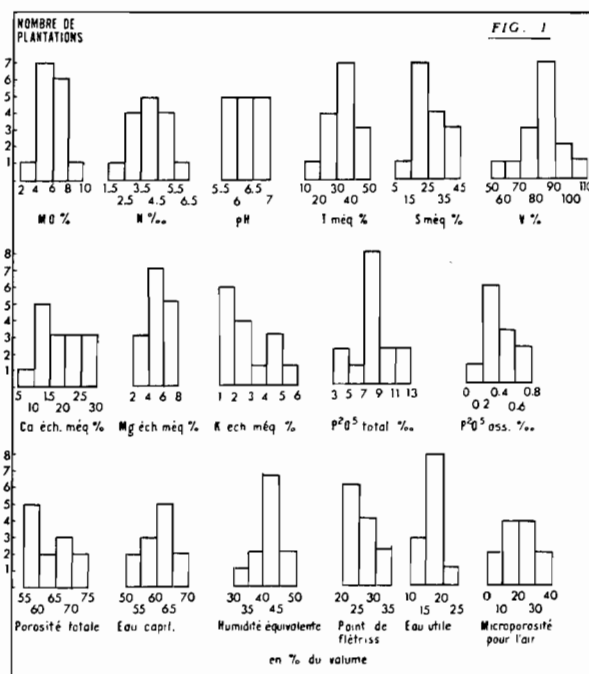 NOMBRE DE
PLANTATIONS
FIG. 1
7
6
5
4
3
2
1
2 4 6 8 10
MO %
1.5 3.5 5.5
2.5 4.5 6.5
N ‰
5.5 6.5
6 7
pH
10 30 50
20 40
T méq %
5 25 45
15 35
S méq %
50 70 90 110
60 80 100
V %
8
7
6
5
4
3
2
1
5 15 25
10 20 30
Ca éch. méq %
2 4 6 8
Mg éch méq %
1 2 3 4 5 6
K ech méq %
3 5 7 9 11 13
P²O⁵ total ‰
0 0.4 0.8
0.2 0.6
P²O⁵ ass. ‰
8
7
6
5
4
3
2
1
55 65 75
60 70
Porosité totale
50 60 70
55 65
Eau capil.
30 40 50
35 45
Humidité équivalente
20 30
25 35
Point de
flétriss
10 20
15 25
Eau utile
0 20 40
10 30
Microporosité
pour l'air
en % du volume